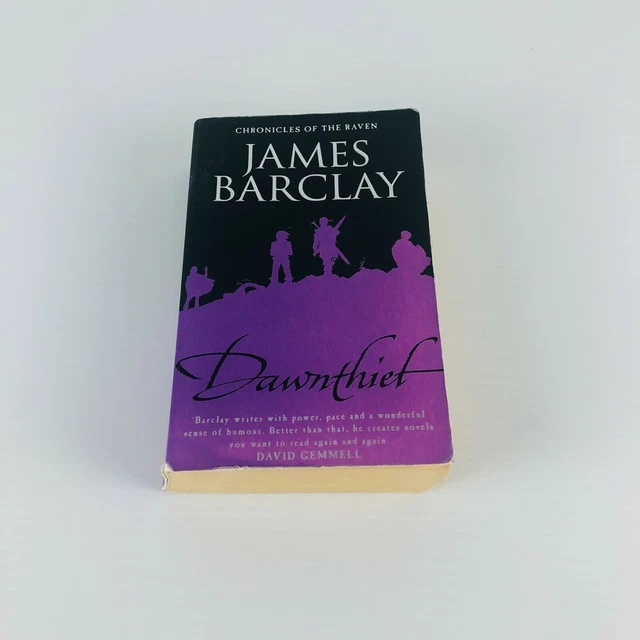 CHRONICLES OF THE RAVEN
JAMES
BARCLAY
Dawnthief
'Barclay writes with power, pace and a wonderful
sense of humour. Better than that, he creates novels
you want to read again and again
DAVID GEMMELL